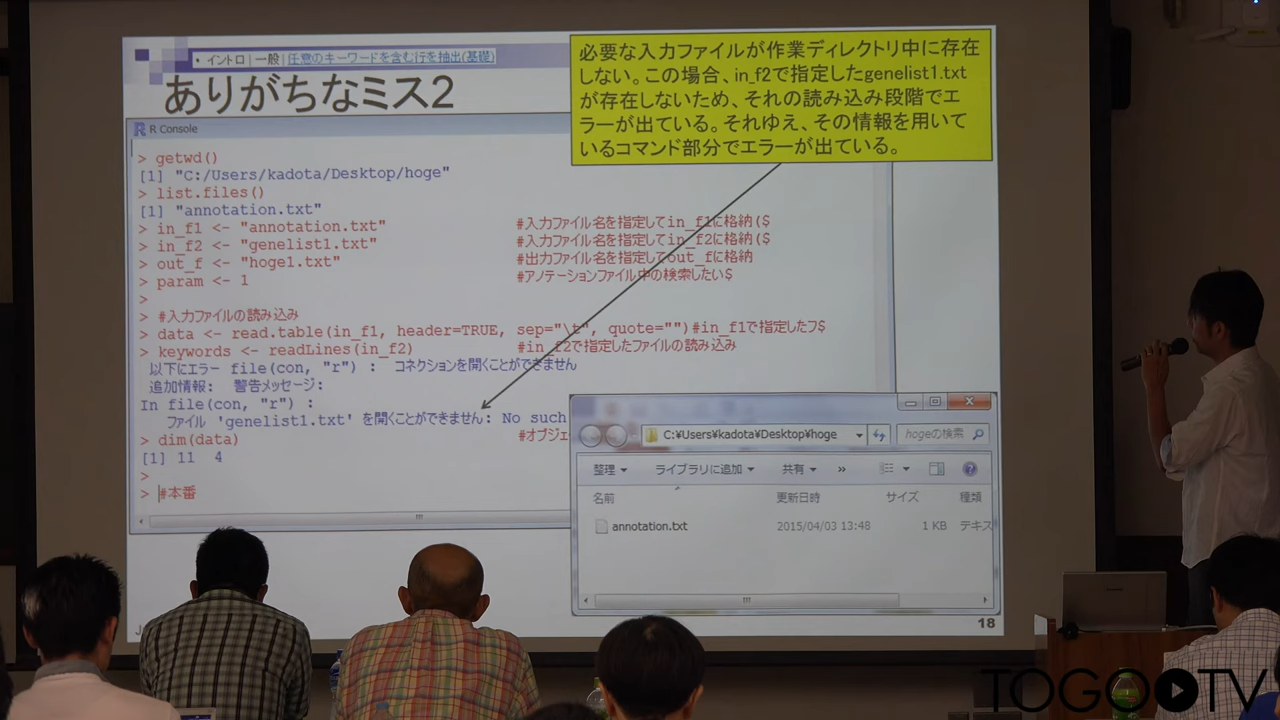 ・イントロ | 一般 | 任意のキーワードを含む行を抽出(基礎)
ありがちなミス2
必要な入力ファイルが作業ディレクトリ中に存在
しない。この場合、in_f2で指定したgenelist1.txt
が存在しないため、それの読み込み段階でエ
ラーが出ている。それゆえ、その情報を用いて
いるコマンド部分でエラーが出ている。
R Console
> getwd()
[1] "C:/Users/kadota/Desktop/hoge"
> list.files()
[1] "annotation.txt"
> in_f1 <- "annotation.txt" #入力ファイル名を指定してin_f1に格納($
> in_f2 <- "genelist1.txt" #入力ファイル名を指定してin_f2に格納($
> out_f <- "hoge1.txt" #出力ファイル名を指定してout_fに格納
> param <- 1 #アノテーションファイル中の検索したい$
>
> #入力ファイルの読み込み
> data <- read.table(in_f1, header=TRUE, sep="\t", quote="")#in_f1で指定したフ$
> keywords <- readLines(in_f2) #in_f2で指定したファイルの読み込み
以下にエラー file(con, "r") : コネクションを開くことができません
追加情報: 警告メッセージ:
In file(con, "r") :
ファイル 'genelist1.txt' を開くことができません: No such
> dim(data) #オブジェ
[1] 11 4
>
> #本番
C:¥Users¥kadota¥Desktop¥hoge
hogeの検索
整理 ライブラリに追加 共有 »
名前 更新日時 サイズ 種類
annotation.txt 2015/04/03 13:48 1 KB テキス
18
TOGO TV